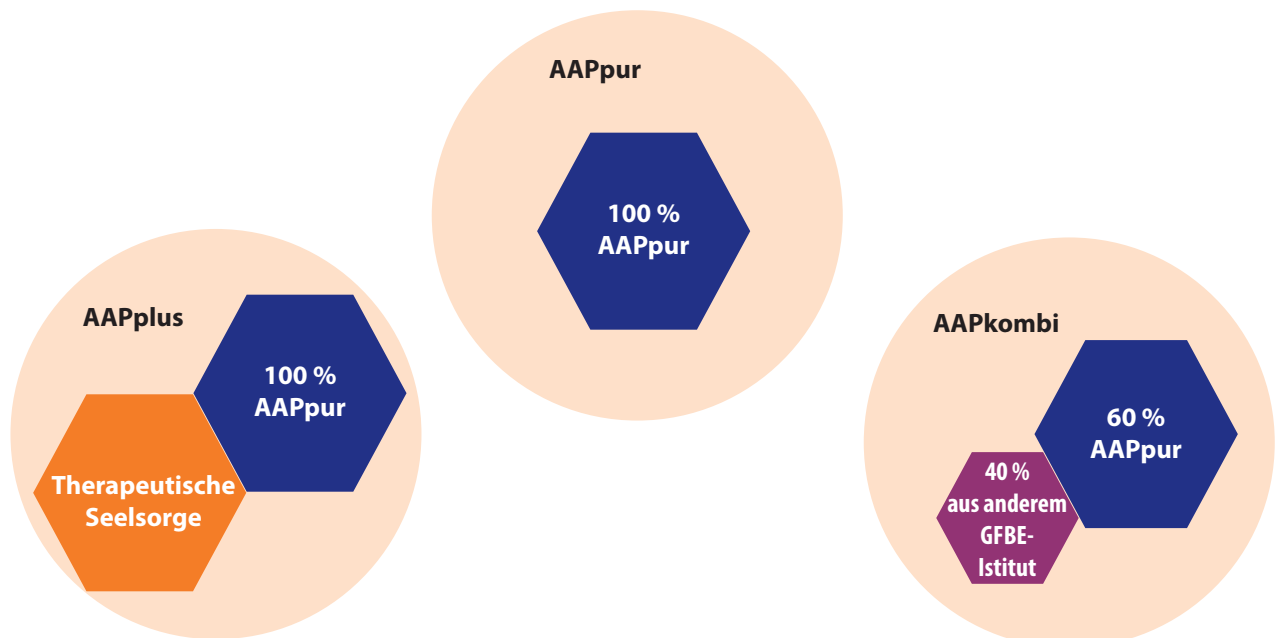 AAPpur
100 %
AAPpur
AAPplus
100 %
AAPpur
Therapeutische
Seelsorge
AAPkombi
60 %
AAPpur
40 %
aus anderem
GFBE-
Istitut